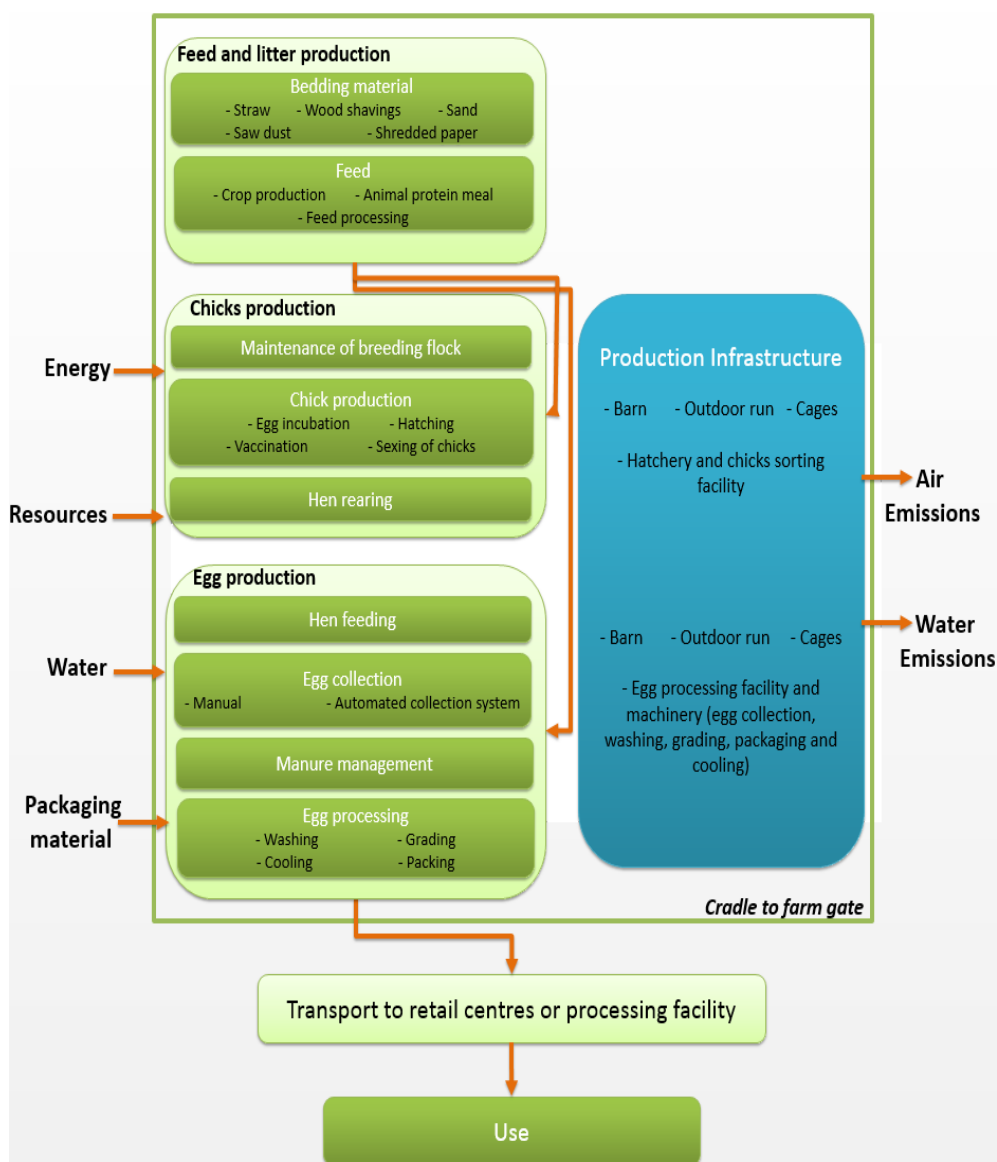 Feed and litter production
Bedding material
- Straw - Wood shavings - Sand
- Saw dust - Shredded paper
Feed
- Crop production - Animal protein meal
- Feed processing
Chicks production
Maintenance of breeding flock
Chick production
- Egg incubation - Hatching
- Vaccination - Sexing of chicks
Hen rearing
Egg production
Hen feeding
Egg collection
- Manual - Automated collection system
Manure management
Egg processing
- Washing - Grading
- Cooling - Packing
Energy
Resources
Water
Packaging
material
Production Infrastructure
- Barn - Outdoor run - Cages
- Hatchery and chicks sorting
facility
- Barn - Outdoor run - Cages
- Egg processing facility and
machinery (egg collection,
washing, grading, packaging and
cooling)
Air
Emissions
Water
Emissions
Cradle to farm gate
Transport to retail centres or processing facility
Use